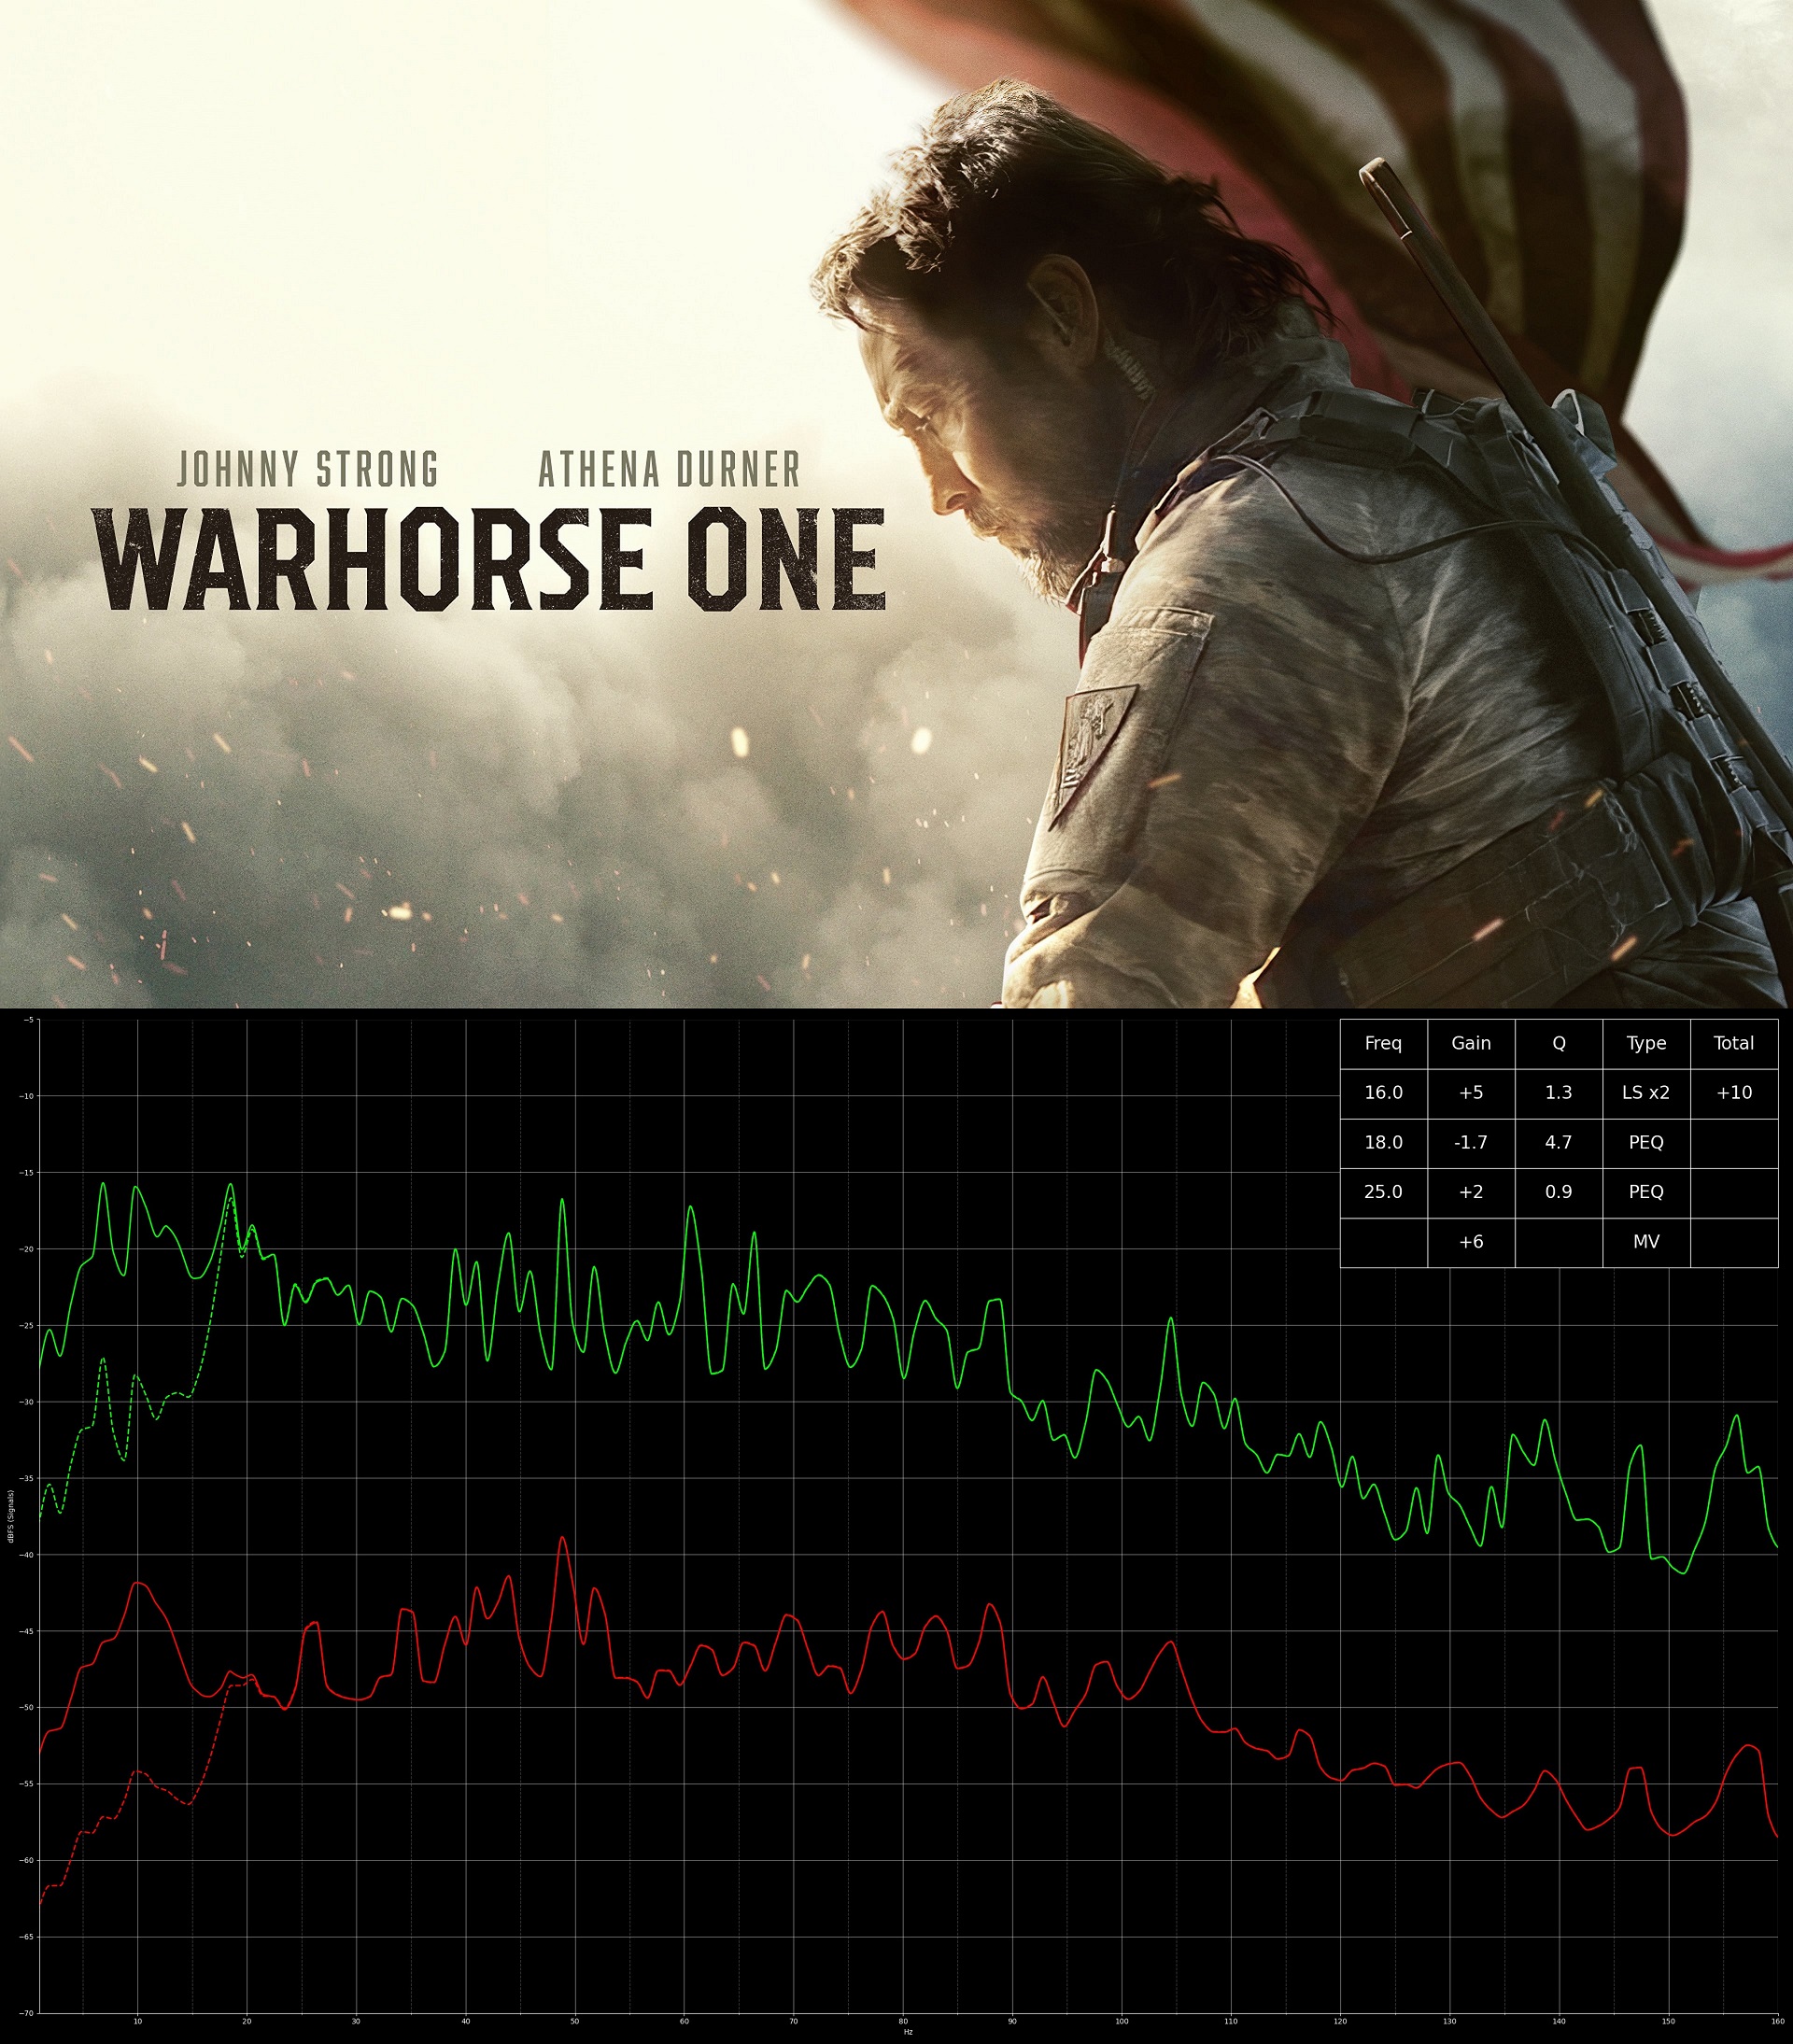 JOHNNY STRONG ATHENA DURNER
WARHORSE ONE
Freq Gain Q Type Total
16.0 +5 1.3 LS x2 +10
18.0 -1.7 4.7 PEQ
25.0 +2 0.9 PEQ
+6 MV
−5
−10
−15
−20
−25
−30
−35
−40
−45
−50
−55
−60
−65
−70
dBFS (Signals)
10 20 30 40 50 60 70 80 90 100 110 120 130 140 150 160
Hz